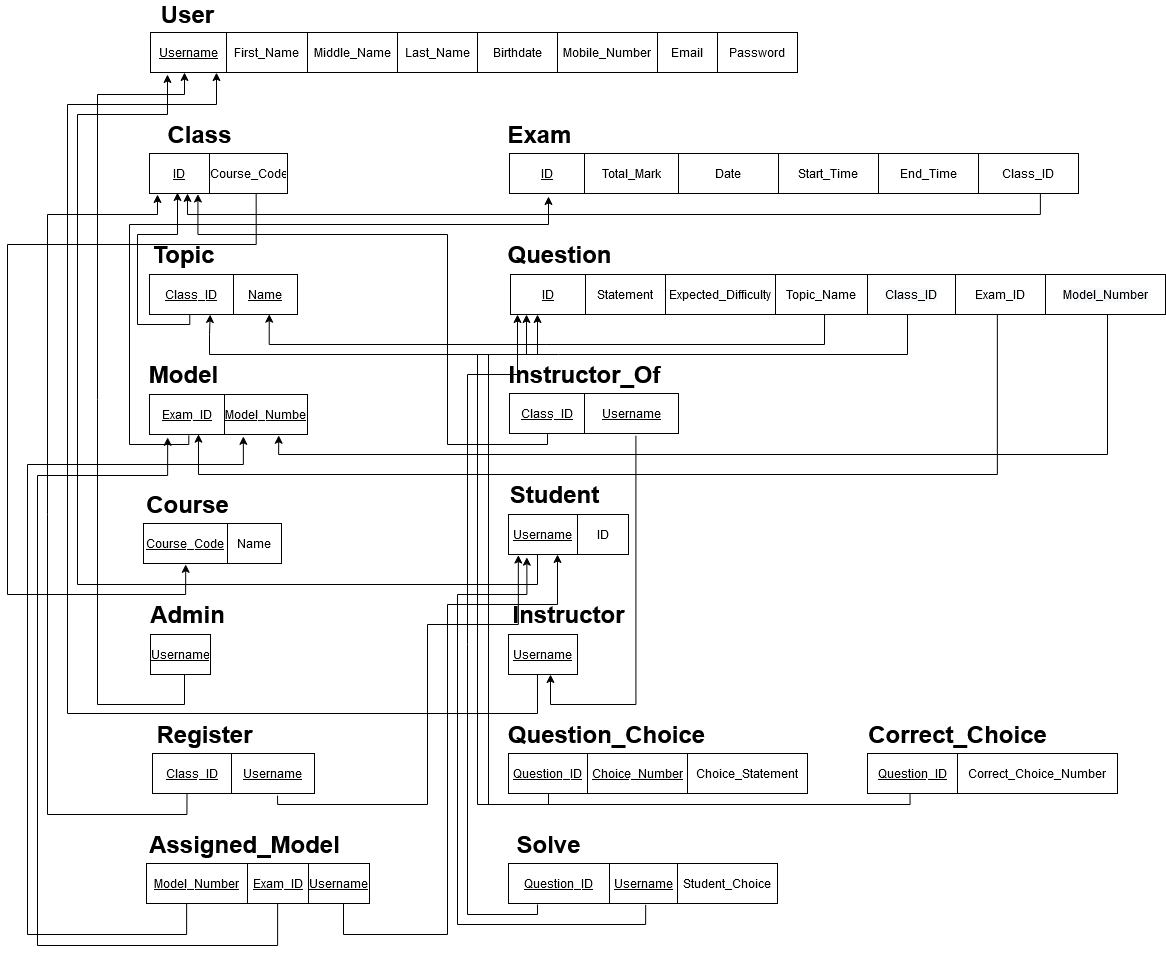 User
Username First_Name Middle_Name Last_Name Birthdate Mobile_Number Email Password
Class Exam
ID Course_Code ID Total_Mark Date Start_Time End_Time Class_ID
Topic Question
Class_ID Name ID Statement Expected_Difficulty Topic_Name Class_ID Exam_ID Model_Number
Model Instructor_Of
Exam_ID Model_Numbe Class_ID Username
Course Student
Course_Code Name Username ID
Admin Instructor
Username Username
Register Question_Choice Correct_Choice
Class_ID Username Question_ID Choice_Number Choice_Statement Question_ID Correct_Choice_Number
Assigned_Model Solve
Model_Number Exam_ID Username Question_ID Username Student_Choice